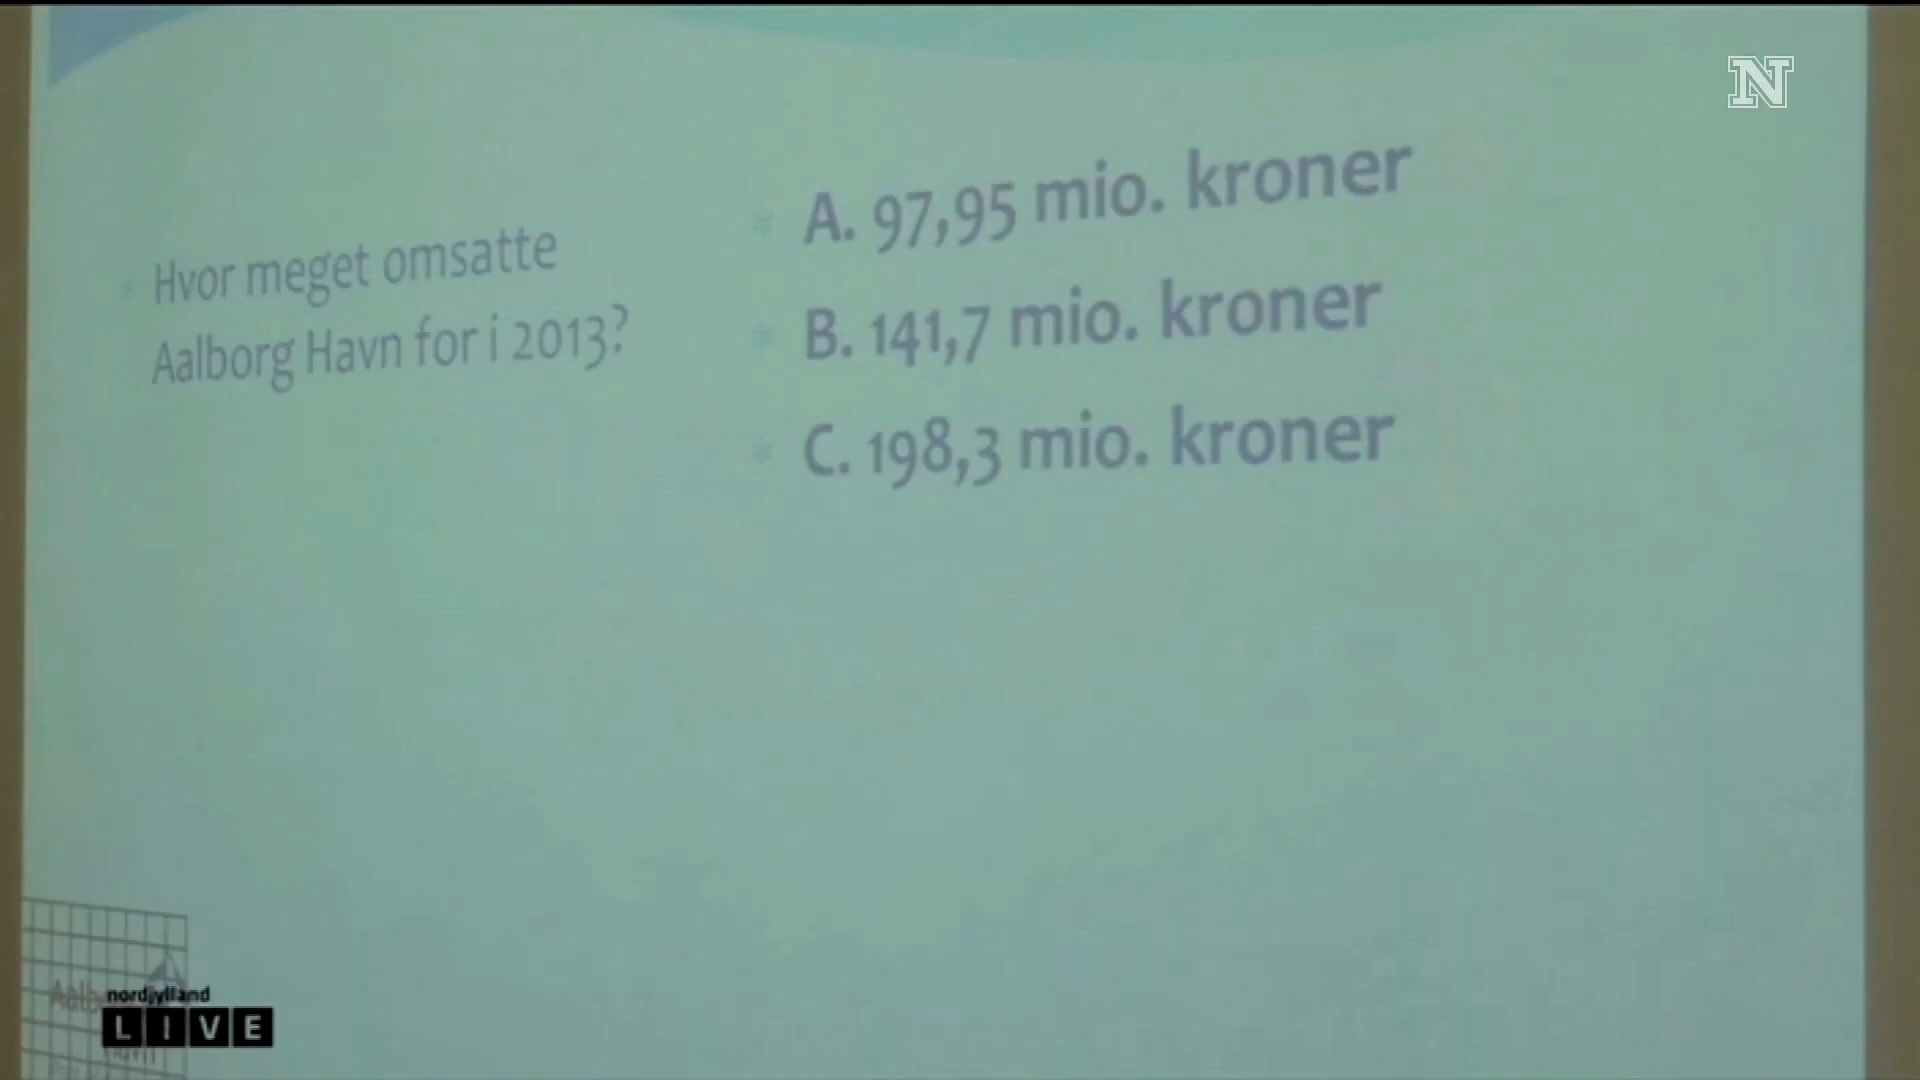 N
Hvor meget omsatte
Aalborg Havn for i 2013?
A. 97,95 mio. kroner
B. 141,7 mio. kroner
C. 198,3 mio. kroner
nordjylland
LIVE